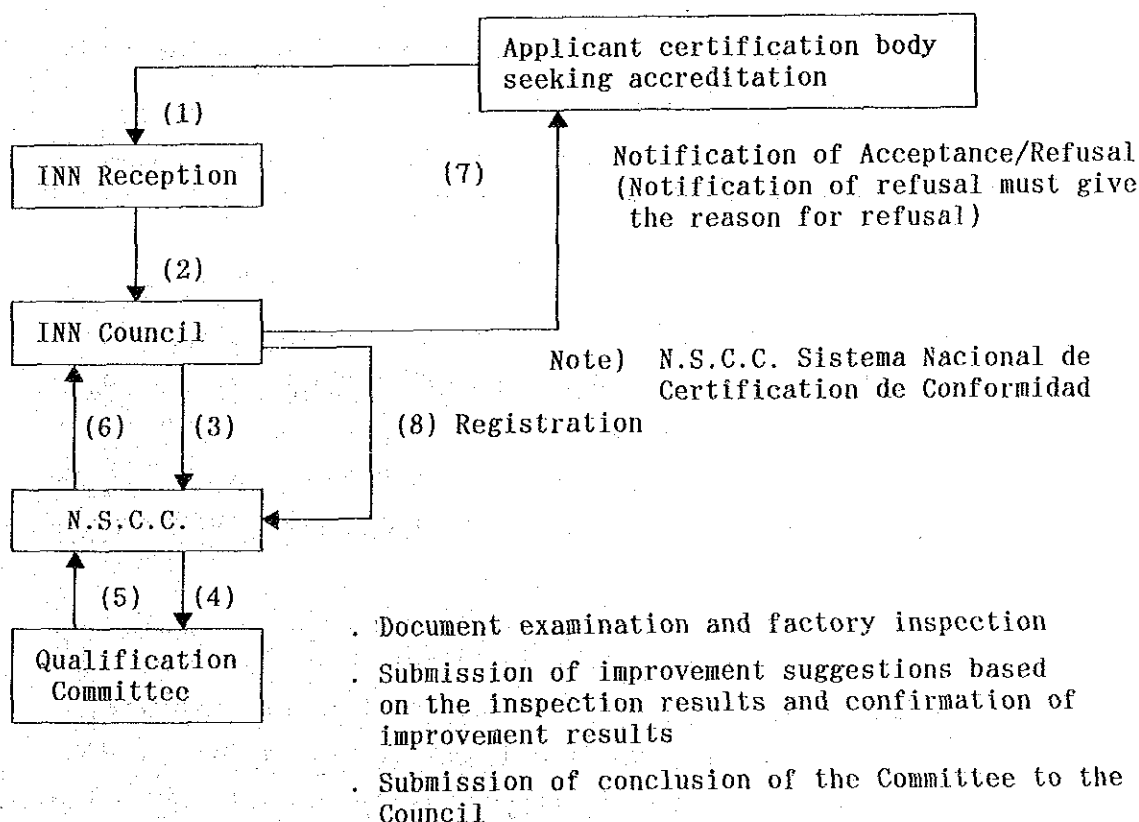 Applicant certification body
seeking accreditation
(1)
INN Reception
(7)
Notification of Acceptance/Refusal
(Notification of refusal must give
the reason for refusal)
(2)
INN Council
Note) N.S.C.C. Sistema Nacional de
Certification de Conformidad
(6)
(3)
(8) Registration
N.S.C.C.
(5)
(4)
. Document examination and factory inspection
Qualification
Committee
. Submission of improvement suggestions based
on the inspection results and confirmation of
improvement results
. Submission of conclusion of the Committee to the
Council